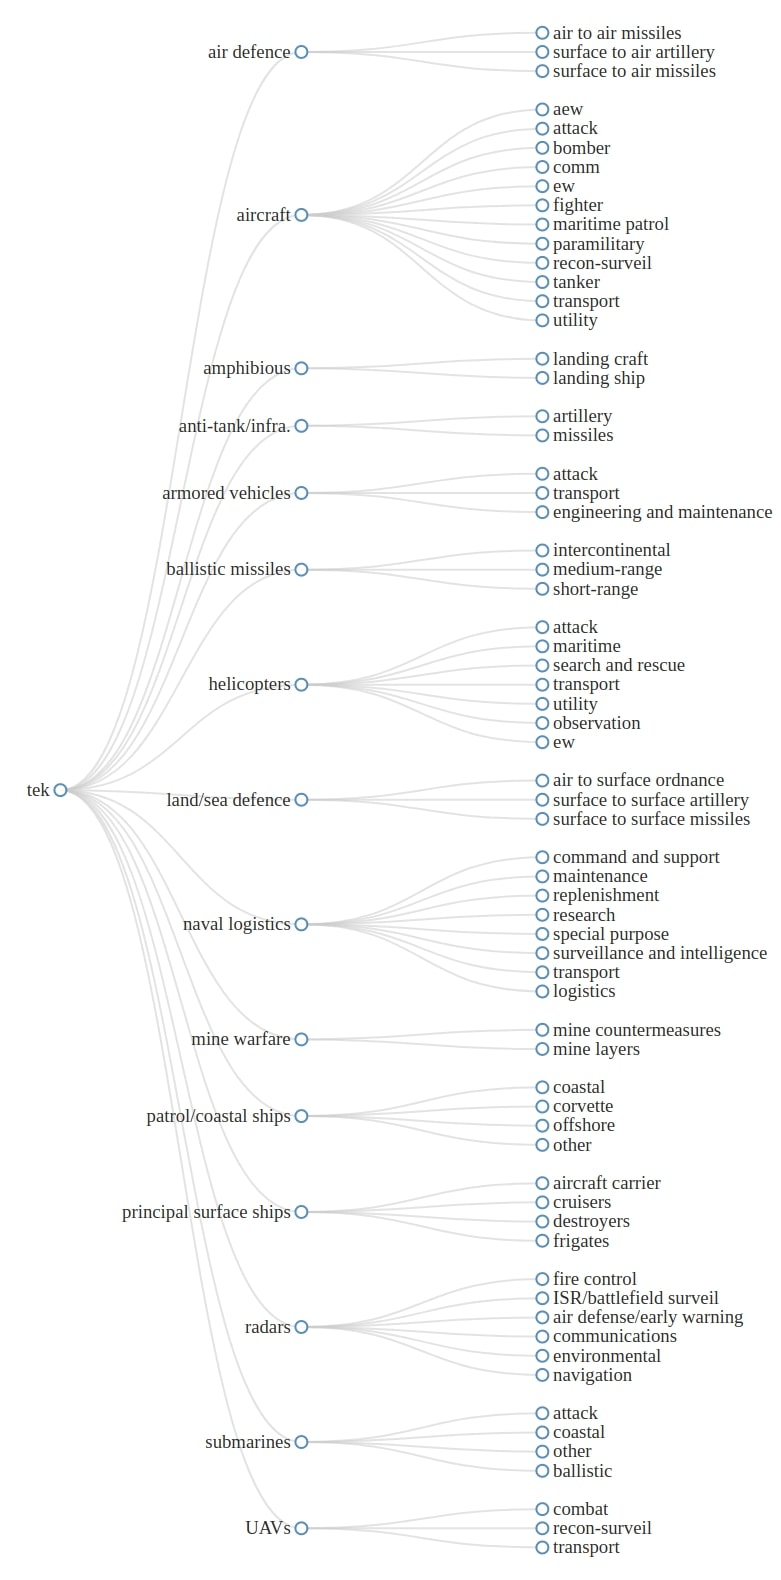 tek
air defence
air to air missiles
surface to air artillery
surface to air missiles
aircraft
aew
attack
bomber
comm
ew
fighter
maritime patrol
paramilitary
recon-surveil
tanker
transport
utility
amphibious
landing craft
landing ship
anti-tank/infra.
artillery
missiles
armored vehicles
attack
transport
engineering and maintenance
ballistic missiles
intercontinental
medium-range
short-range
helicopters
attack
maritime
search and rescue
transport
utility
observation
ew
land/sea defence
air to surface ordnance
surface to surface artillery
surface to surface missiles
naval logistics
command and support
maintenance
replenishment
research
special purpose
surveillance and intelligence
transport
logistics
mine warfare
mine countermeasures
mine layers
patrol/coastal ships
coastal
corvette
offshore
other
principal surface ships
aircraft carrier
cruisers
destroyers
frigates
radars
fire control
ISR/battlefield surveil
air defense/early warning
communications
environmental
navigation
submarines
attack
coastal
other
ballistic
UAVs
combat
recon-surveil
transport